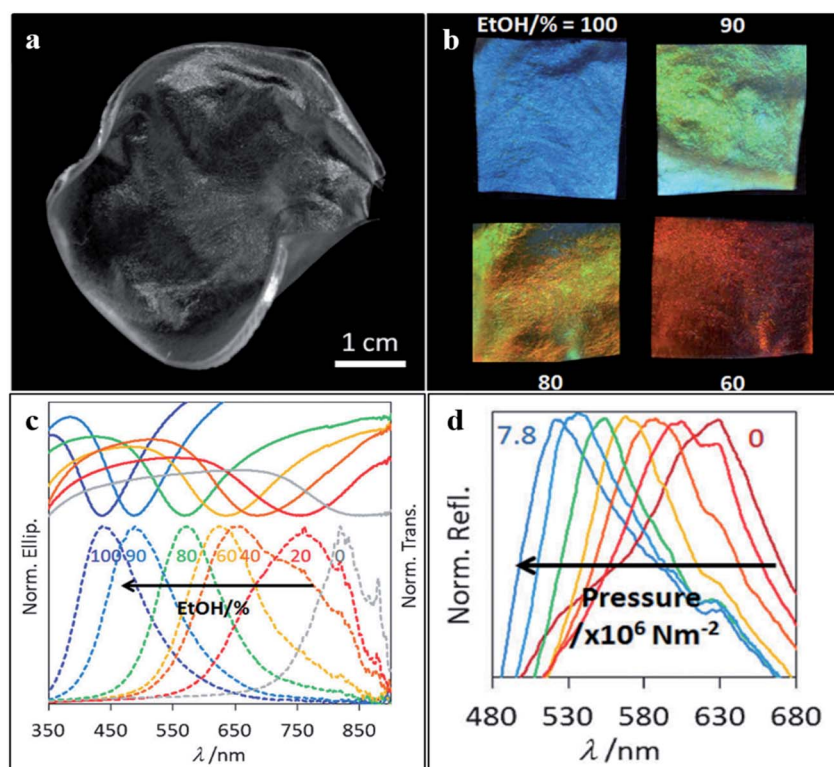 a
1 cm
b
EtOH/% = 100
90
80
60
c
Norm. Ellip.
Norm. Trans.
100 90 80 60 40 20 0
EtOH/%
350 450 550 650 750 850
λ /nm
d
Norm. Refl.
7.8
0
Pressure
/x10⁶ Nm⁻²
480 530 580 630 680
λ /nm